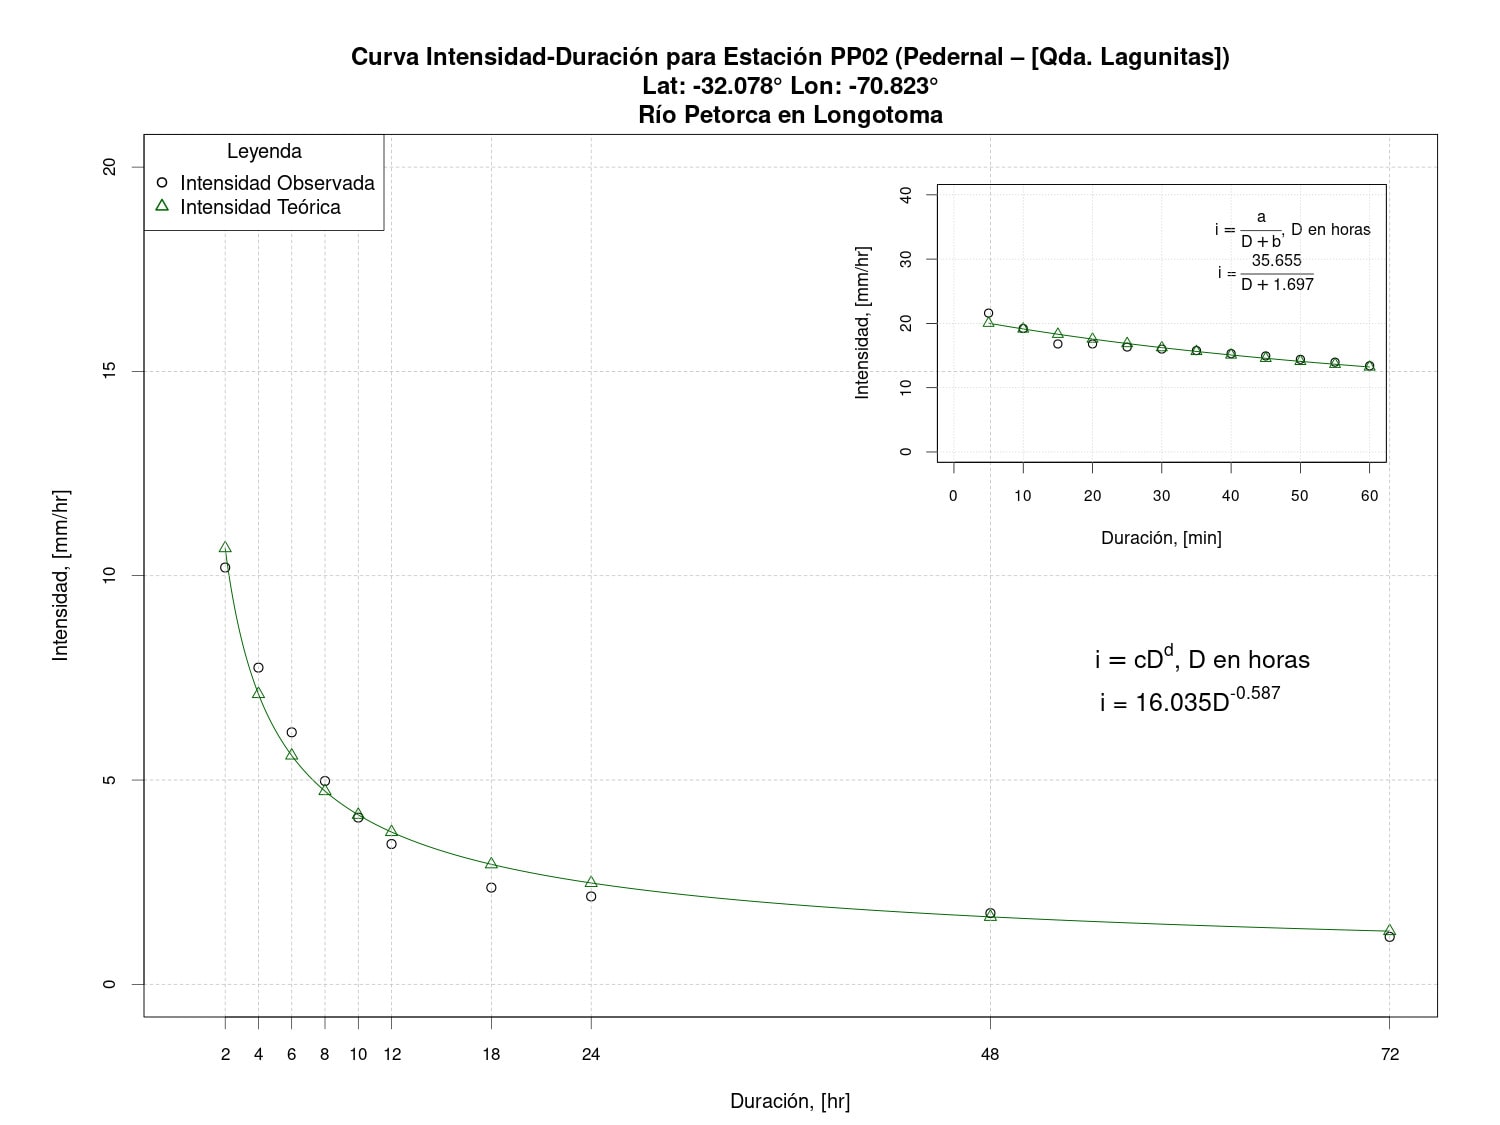 Curva Intensidad-Duración para Estación PP02 (Pedernal – [Qda. Lagunitas])
Lat: -32.078° Lon: -70.823°
Río Petorca en Longotoma
Leyenda
Intensidad Observada
Intensidad Teórica
Intensidad, [mm/hr]
20
15
10
5
0
2 4 6 8 10 12 18 24 48 72
Duración, [hr]
Intensidad, [mm/hr]
40
30
20
10
0
0 10 20 30 40 50 60
Duración, [min]
i = a / D + b, D en horas
i = 35.655 / D + 1.697
i = cD^d, D en horas
i = 16.035D^-0.587